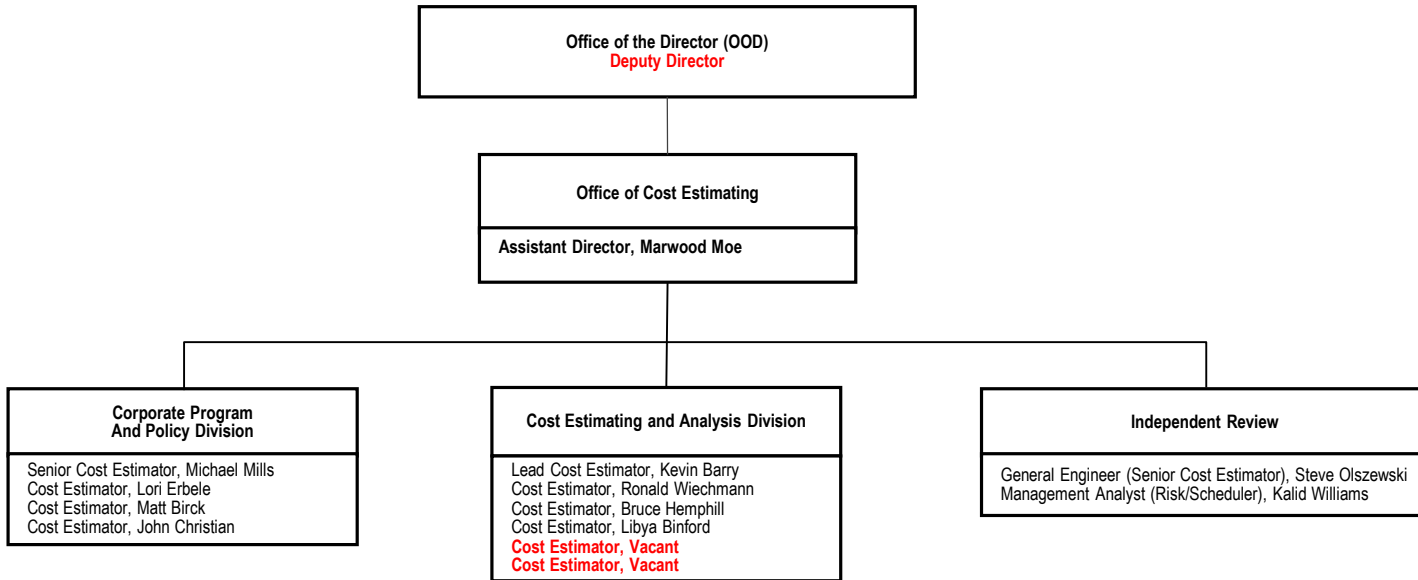 Office of the Director (OOD)
Deputy Director
Office of Cost Estimating
Assistant Director, Marwood Moe
Corporate Program
And Policy Division
Senior Cost Estimator, Michael Mills
Cost Estimator, Lori Erbele
Cost Estimator, Matt Birck
Cost Estimator, John Christian
Cost Estimating and Analysis Division
Lead Cost Estimator, Kevin Barry
Cost Estimator, Ronald Wiechmann
Cost Estimator, Bruce Hemphill
Cost Estimator, Libya Binford
Cost Estimator, Vacant
Cost Estimator, Vacant
Independent Review
General Engineer (Senior Cost Estimator), Steve Olszewski
Management Analyst (Risk/Scheduler), Kalid Williams